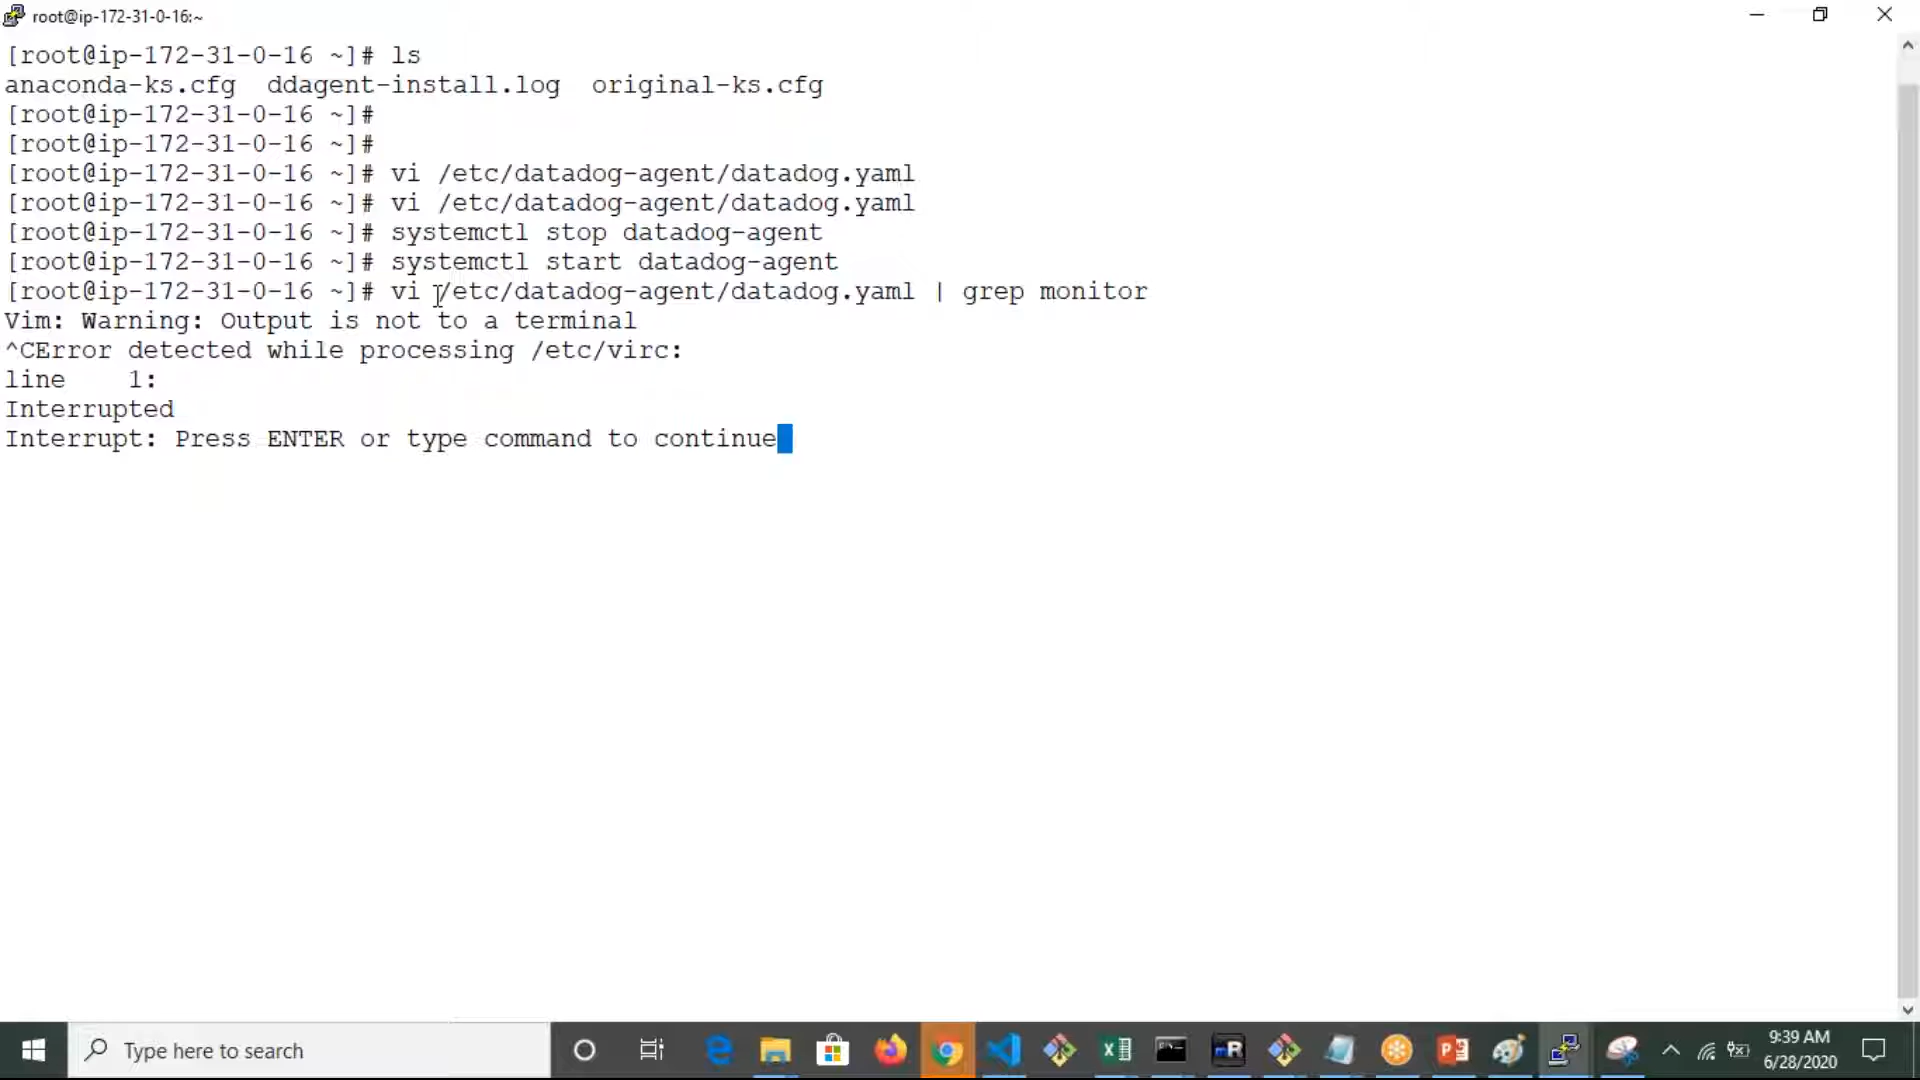 root@ip-172-31-0-16:~
[root@ip-172-31-0-16 ~]# ls
anaconda-ks.cfg  ddagent-install.log  original-ks.cfg
[root@ip-172-31-0-16 ~]#
[root@ip-172-31-0-16 ~]#
[root@ip-172-31-0-16 ~]# vi /etc/datadog-agent/datadog.yaml
[root@ip-172-31-0-16 ~]# vi /etc/datadog-agent/datadog.yaml
[root@ip-172-31-0-16 ~]# systemctl stop datadog-agent
[root@ip-172-31-0-16 ~]# systemctl start datadog-agent
[root@ip-172-31-0-16 ~]# vi /etc/datadog-agent/datadog.yaml | grep monitor
Vim: Warning: Output is not to a terminal
^CError detected while processing /etc/virc:
line    1:
Interrupted
Interrupt: Press ENTER or type command to continue
Type here to search
9:39 AM
6/28/2020